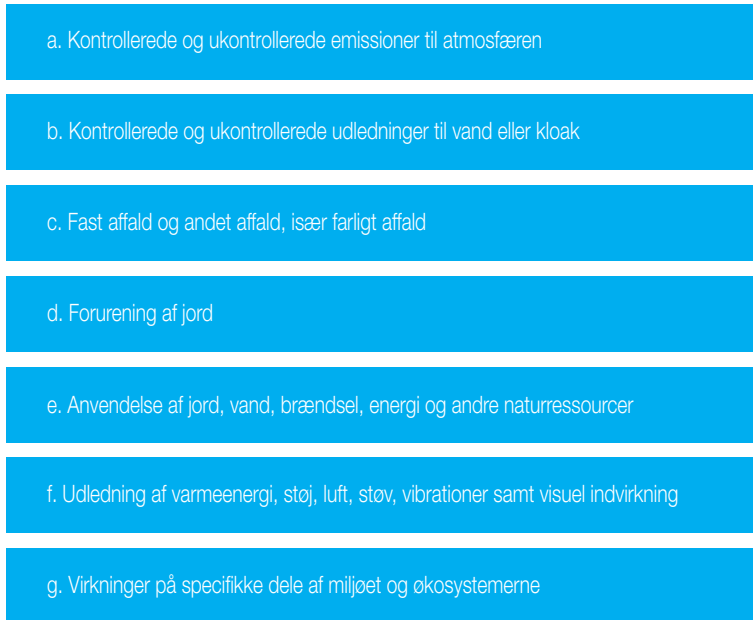 a. Kontrollerede og ukontrollerede emissioner til atmosfæren
b. Kontrollerede og ukontrollerede udledninger til vand eller kloak
c. Fast affald og andet affald, især farligt affald
d. Forurening af jord
e. Anvendelse af jord, vand, brændsel, energi og andre naturressourcer
f. Udledning af varmeenergi, støj, luft, støv, vibrationer samt visuel indvirkning
g. Virkninger på specifikke dele af miljøet og økosystemerne